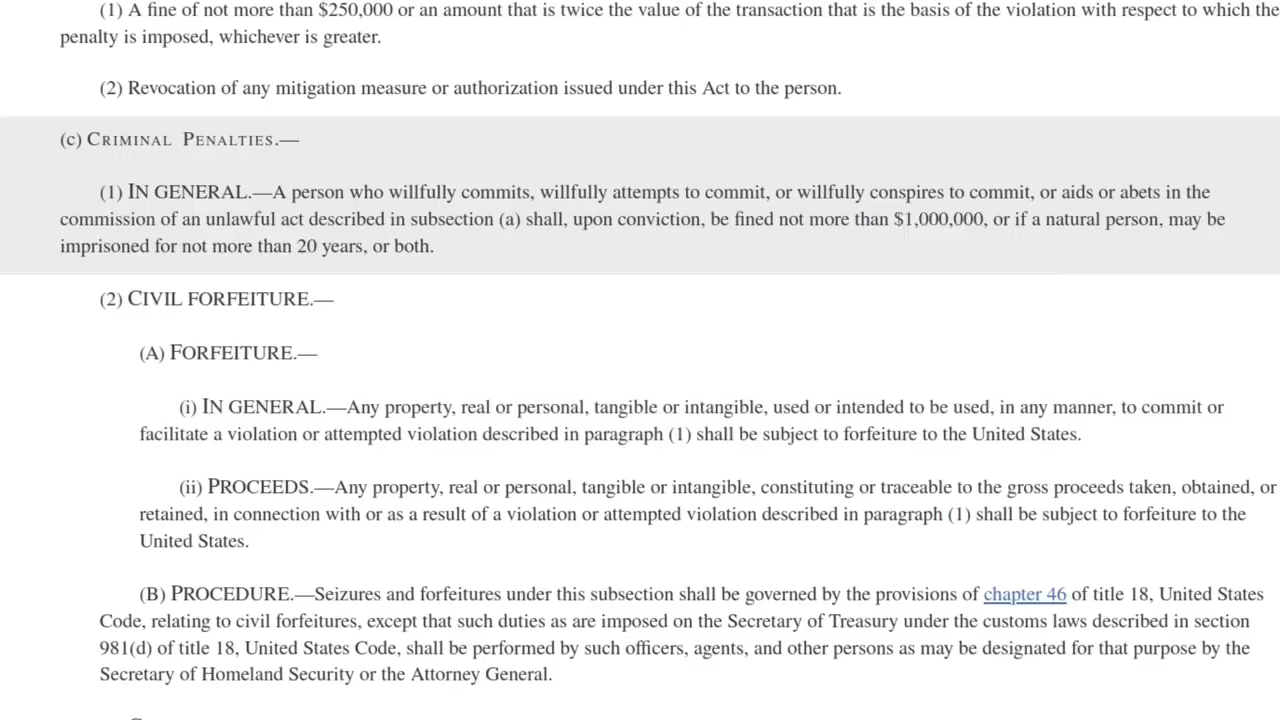 (1) A fine of not more than $250,000 or an amount that is twice the value of the transaction that is the basis of the violation with respect to which the
penalty is imposed, whichever is greater.
(2) Revocation of any mitigation measure or authorization issued under this Act to the person.
(c) CRIMINAL PENALTIES.—
(1) IN GENERAL.—A person who willfully commits, willfully attempts to commit, or willfully conspires to commit, or aids or abets in the
commission of an unlawful act described in subsection (a) shall, upon conviction, be fined not more than $1,000,000, or if a natural person, may be
imprisoned for not more than 20 years, or both.
(2) CIVIL FORFEITURE.—
(A) FORFEITURE.—
(i) IN GENERAL.—Any property, real or personal, tangible or intangible, used or intended to be used, in any manner, to commit or
facilitate a violation or attempted violation described in paragraph (1) shall be subject to forfeiture to the United States.
(ii) PROCEEDS.—Any property, real or personal, tangible or intangible, constituting or traceable to the gross proceeds taken, obtained, or
retained, in connection with or as a result of a violation or attempted violation described in paragraph (1) shall be subject to forfeiture to the
United States.
(B) PROCEDURE.—Seizures and forfeitures under this subsection shall be governed by the provisions of chapter 46 of title 18, United States
Code, relating to civil forfeitures, except that such duties as are imposed on the Secretary of Treasury under the customs laws described in section
981(d) of title 18, United States Code, shall be performed by such officers, agents, and other persons as may be designated for that purpose by the
Secretary of Homeland Security or the Attorney General.